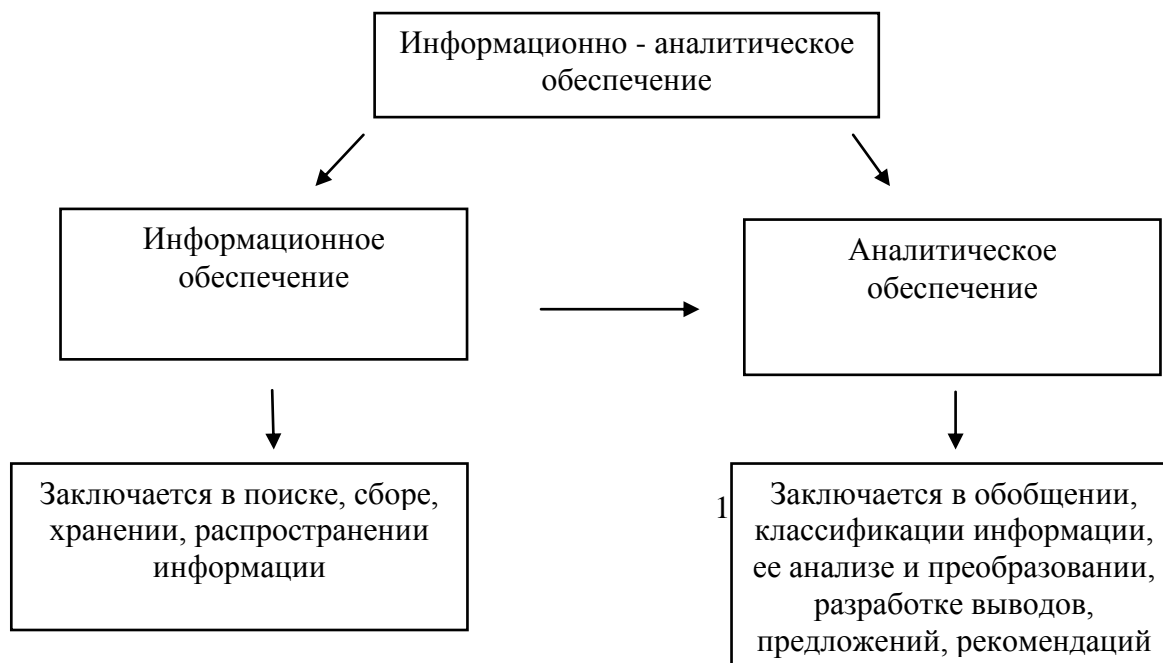 Информационно - аналитическое
обеспечение
Информационное
обеспечение
Аналитическое
обеспечение
Заключается в поиске, сборе,
хранении, распространении
информации
1
Заключается в обобщении,
классификации информации,
ее анализе и преобразовании,
разработке выводов,
предложений, рекомендаций